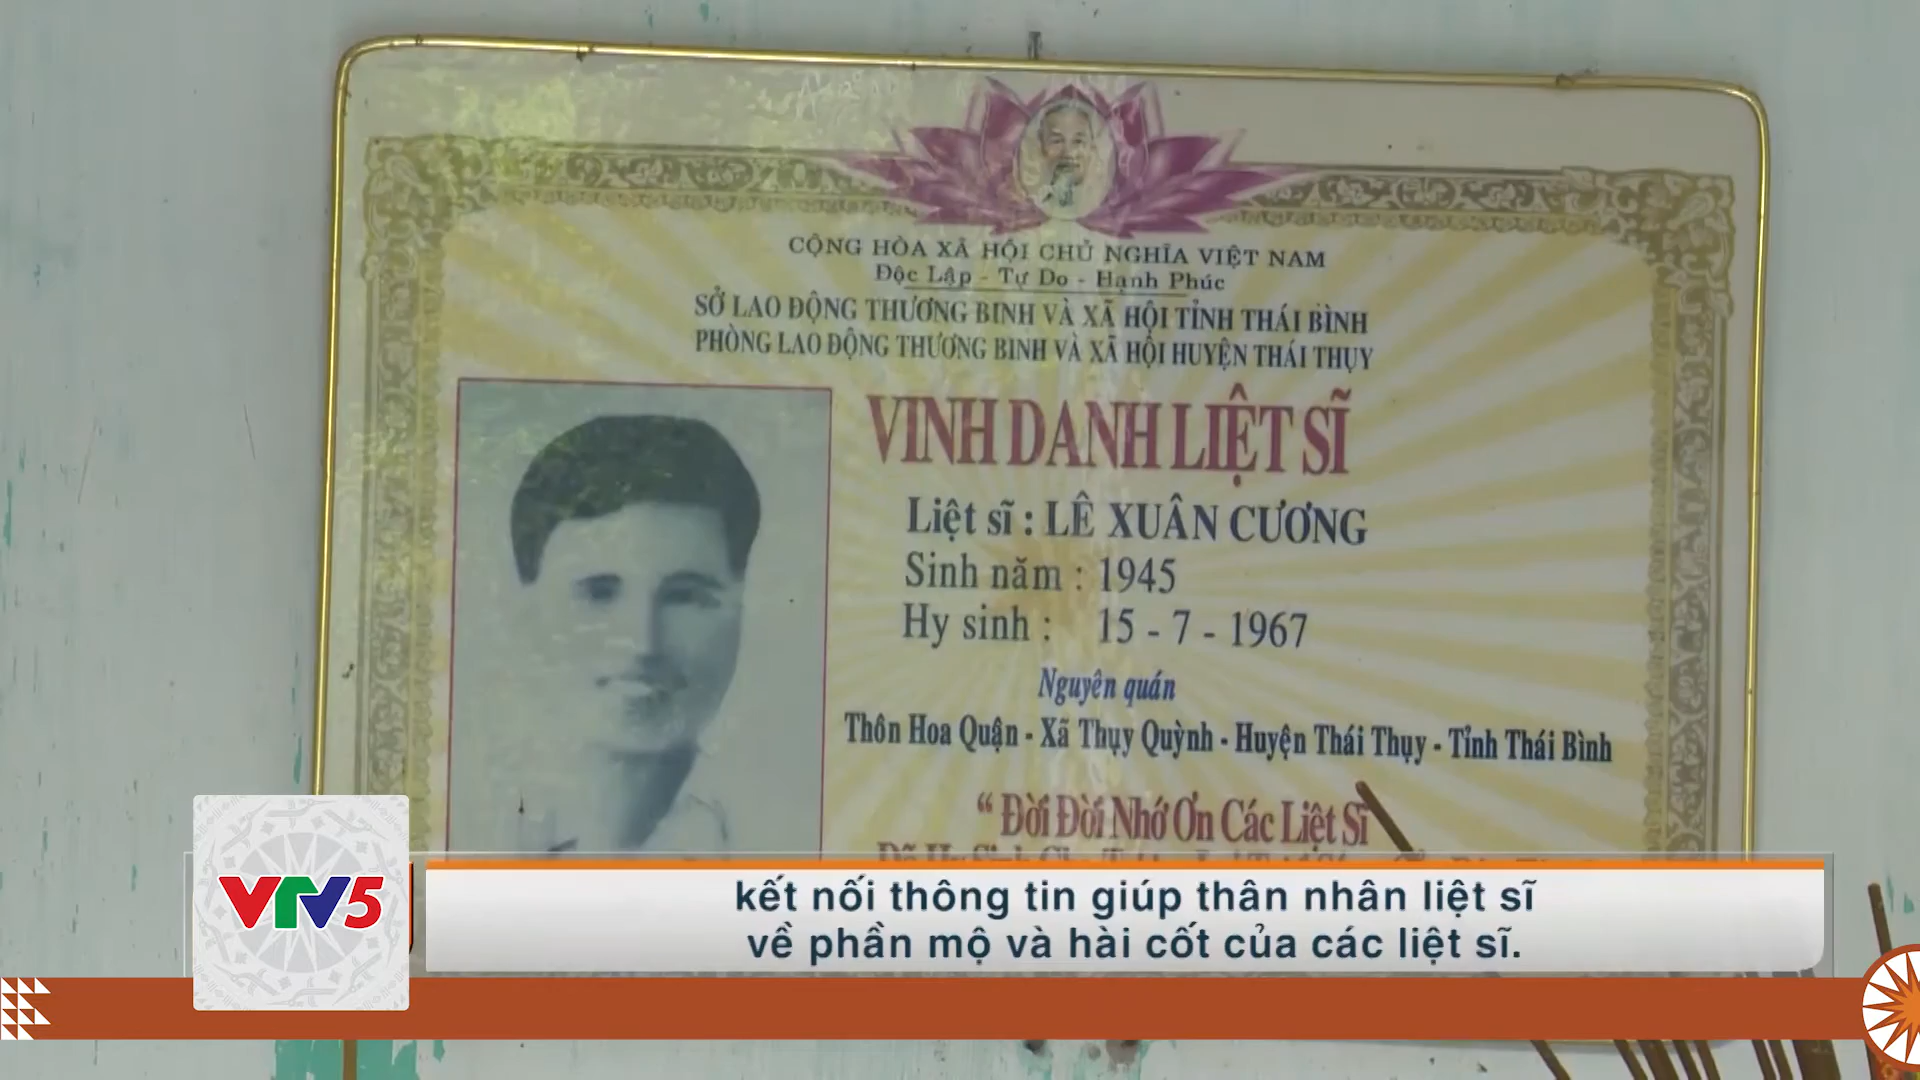 CỘNG HÒA XÃ HỘI CHỦ NGHĨA VIỆT NAM
Độc Lập - Tự Do - Hạnh Phúc
SỞ LAO ĐỘNG THƯƠNG BINH VÀ XÃ HỘI TỈNH THÁI BÌNH
PHÒNG LAO ĐỘNG THƯƠNG BINH VÀ XÃ HỘI HUYỆN THÁI THỤY
VINH DANH LIỆT SĨ
Liệt sĩ : LÊ XUÂN CƯƠNG
Sinh năm : 1945
Hy sinh : 15 - 7 - 1967
Nguyên quán
Thôn Hoa Quận - Xã Thụy Quỳnh - Huyện Thái Thụy - Tỉnh Thái Bình
“ Đời Đời Nhớ Ơn Các Liệt Sĩ
VTV5
kết nối thông tin giúp thân nhân liệt sĩ
về phần mộ và hài cốt của các liệt sĩ.